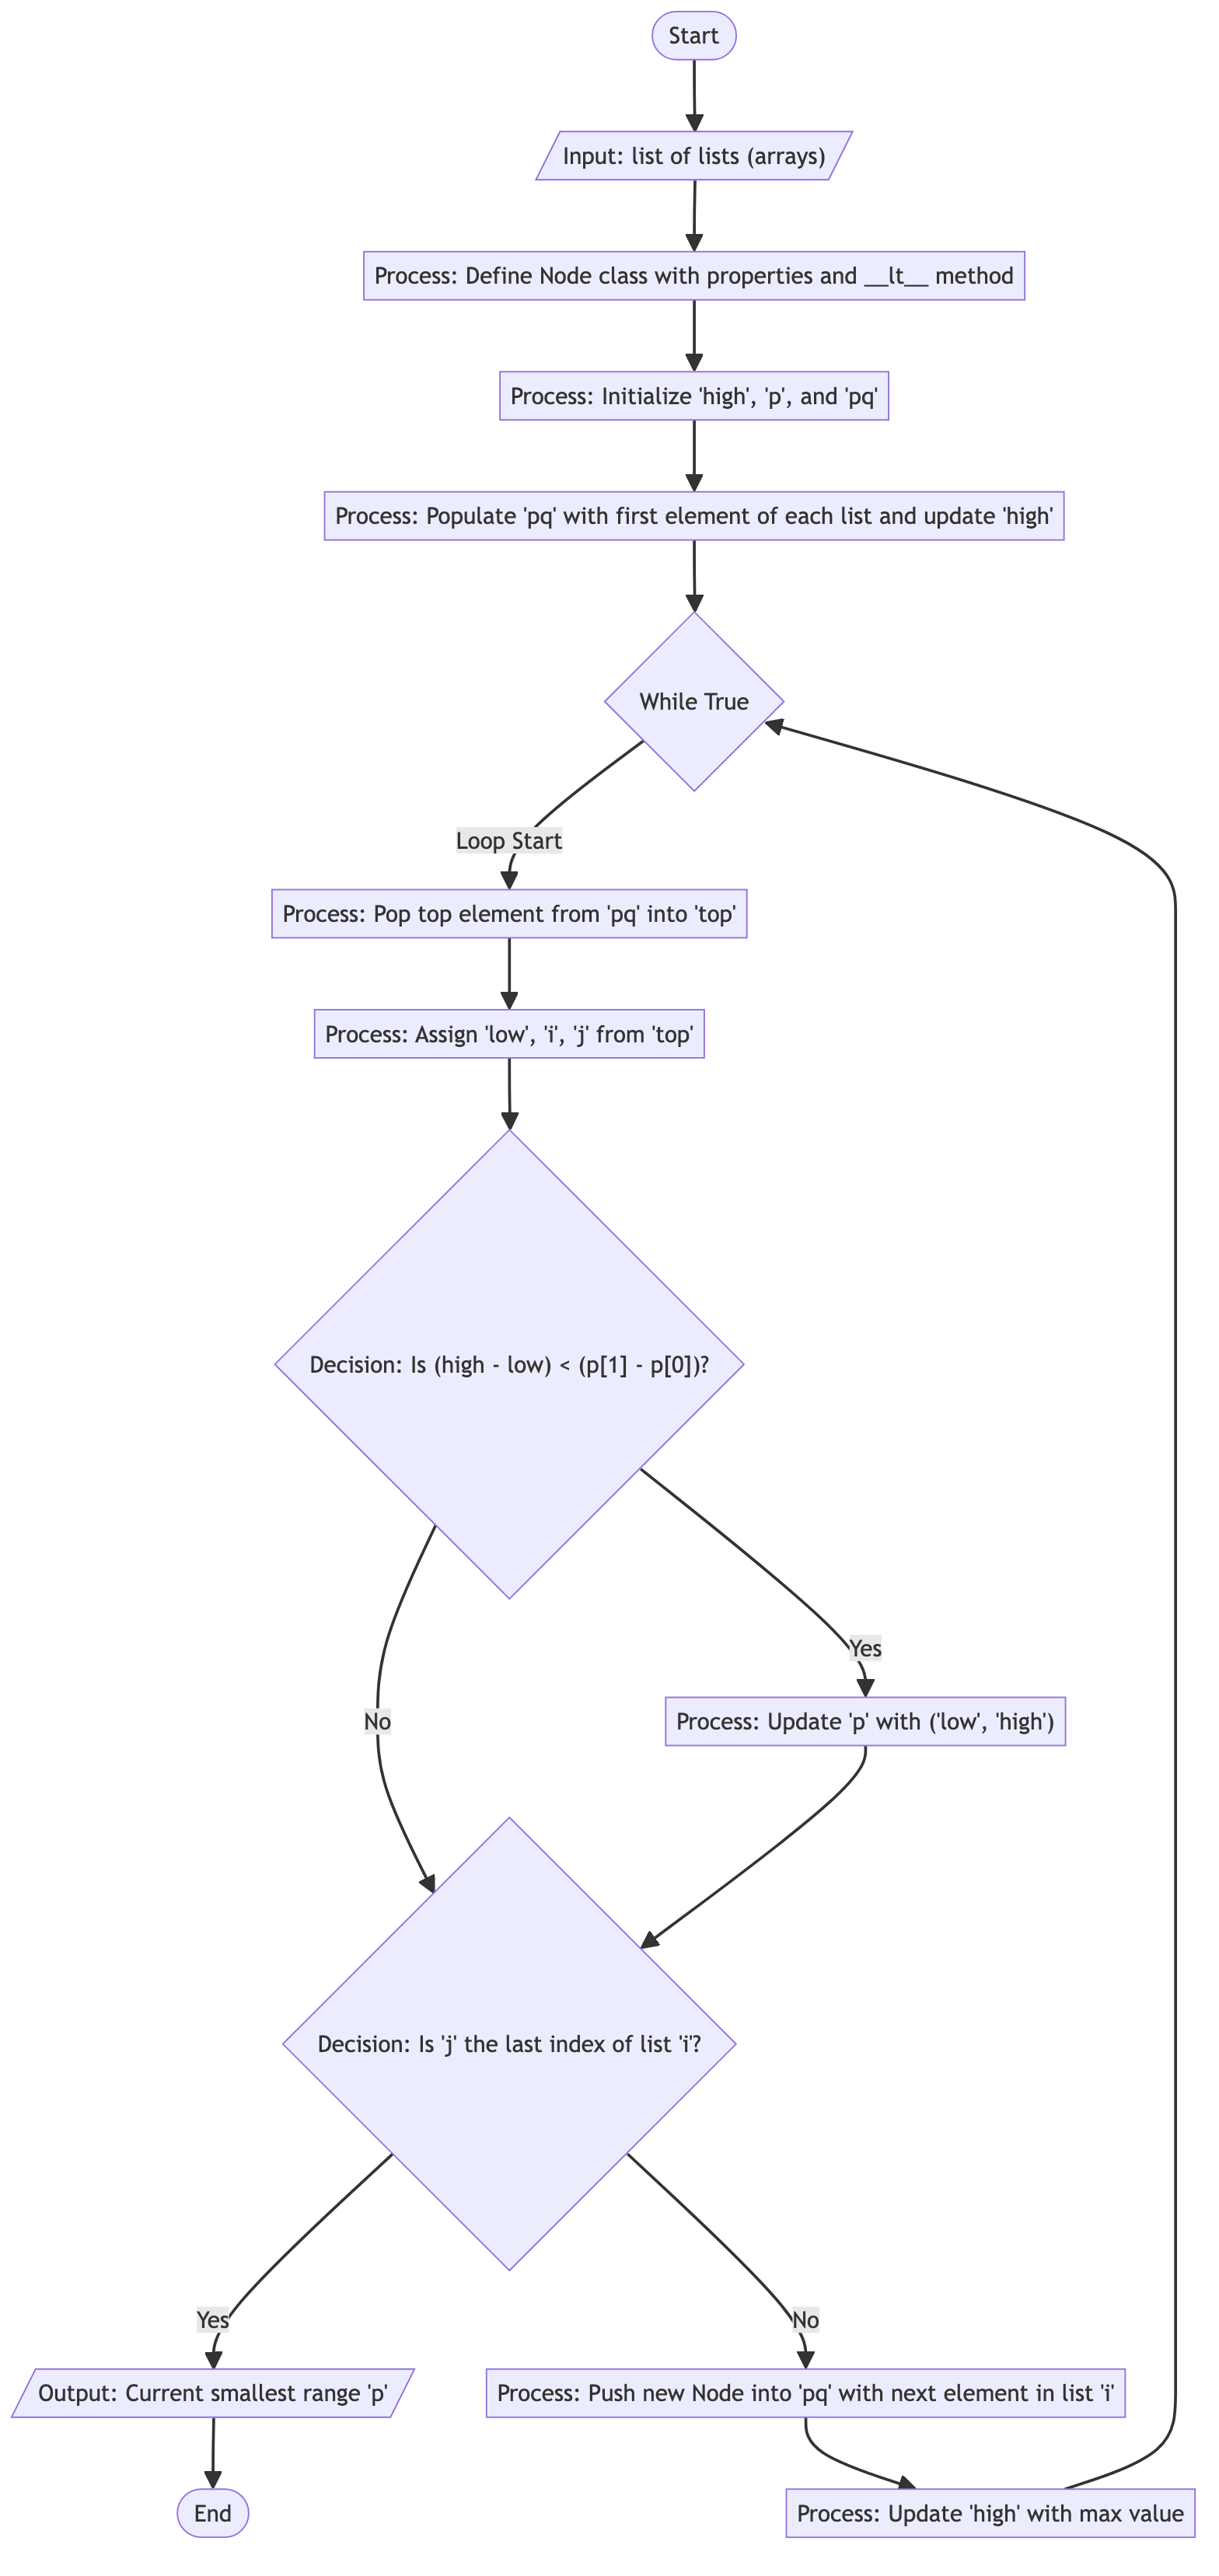 Start
Input: list of lists (arrays)
Process: Define Node class with properties and __lt__ method
Process: Initialize 'high', 'p', and 'pq'
Process: Populate 'pq' with first element of each list and update 'high'
While True
Loop Start
Process: Pop top element from 'pq' into 'top'
Process: Assign 'low', 'i', 'j' from 'top'
Decision: Is (high - low) < (p[1] - p[0])?
Yes
No
Process: Update 'p' with ('low', 'high')
Decision: Is 'j' the last index of list 'i'?
Yes
No
Output: Current smallest range 'p'
Process: Push new Node into 'pq' with next element in list 'i'
End
Process: Update 'high' with max value